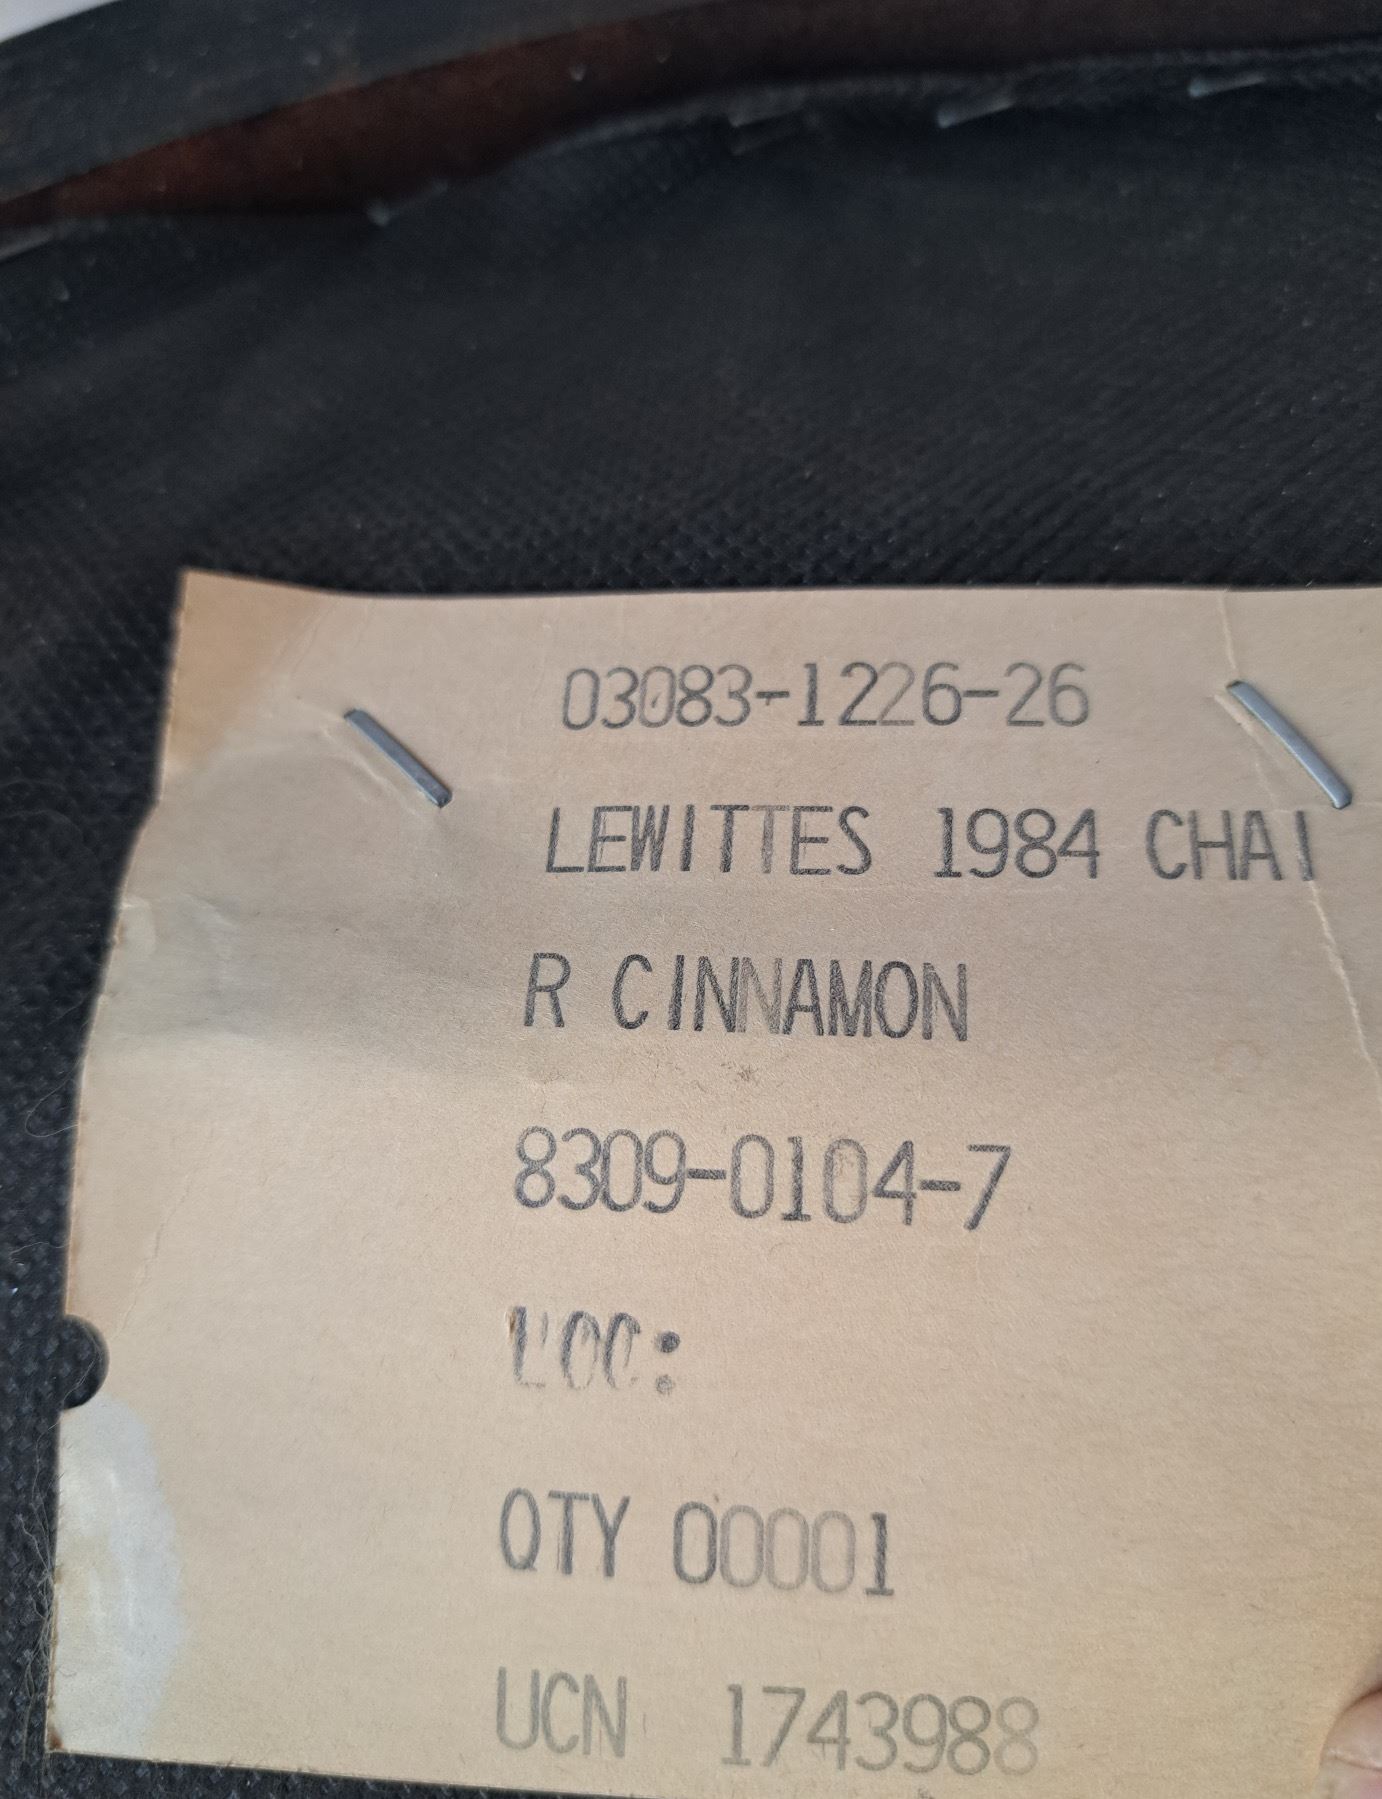 03083-1226-26
LEWITTES 1984 CHAI
R CINNAMON
8309-0104-7
LOC:
QTY 00001
UCN 1743988